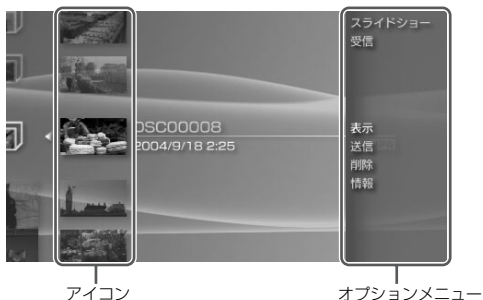 スライドショー
受信
DSC00008
2004/9/18 2:25
表示
送信
削除
情報
アイコン
オプションメニュー